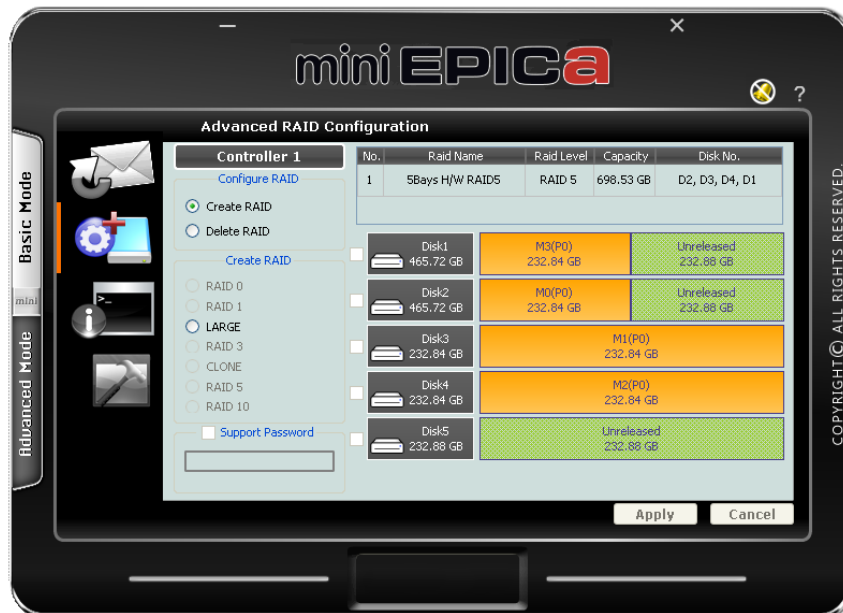 mini EPICa
?
Advanced RAID Configuration
Basic Mode
mini
Advanced Mode
Controller 1
Configure RAID
Create RAID
Delete RAID
Create RAID
RAID 0
RAID 1
LARGE
RAID 3
CLONE
RAID 5
RAID 10
Support Password
No. Raid Name Raid Level Capacity Disk No.
1 5Bays H/W RAID5 RAID 5 698.53 GB D2, D3, D4, D1
Disk1 M3(P0) Unreleased
465.72 GB 232.84 GB 232.88 GB
Disk2 M0(P0) Unreleased
465.72 GB 232.84 GB 232.88 GB
Disk3 M1(P0)
232.84 GB 232.84 GB
Disk4 M2(P0)
232.84 GB 232.84 GB
Disk5 Unreleased
232.88 GB 232.88 GB
Apply Cancel
COPYRIGHT© ALL RIGHTS RESERVED.